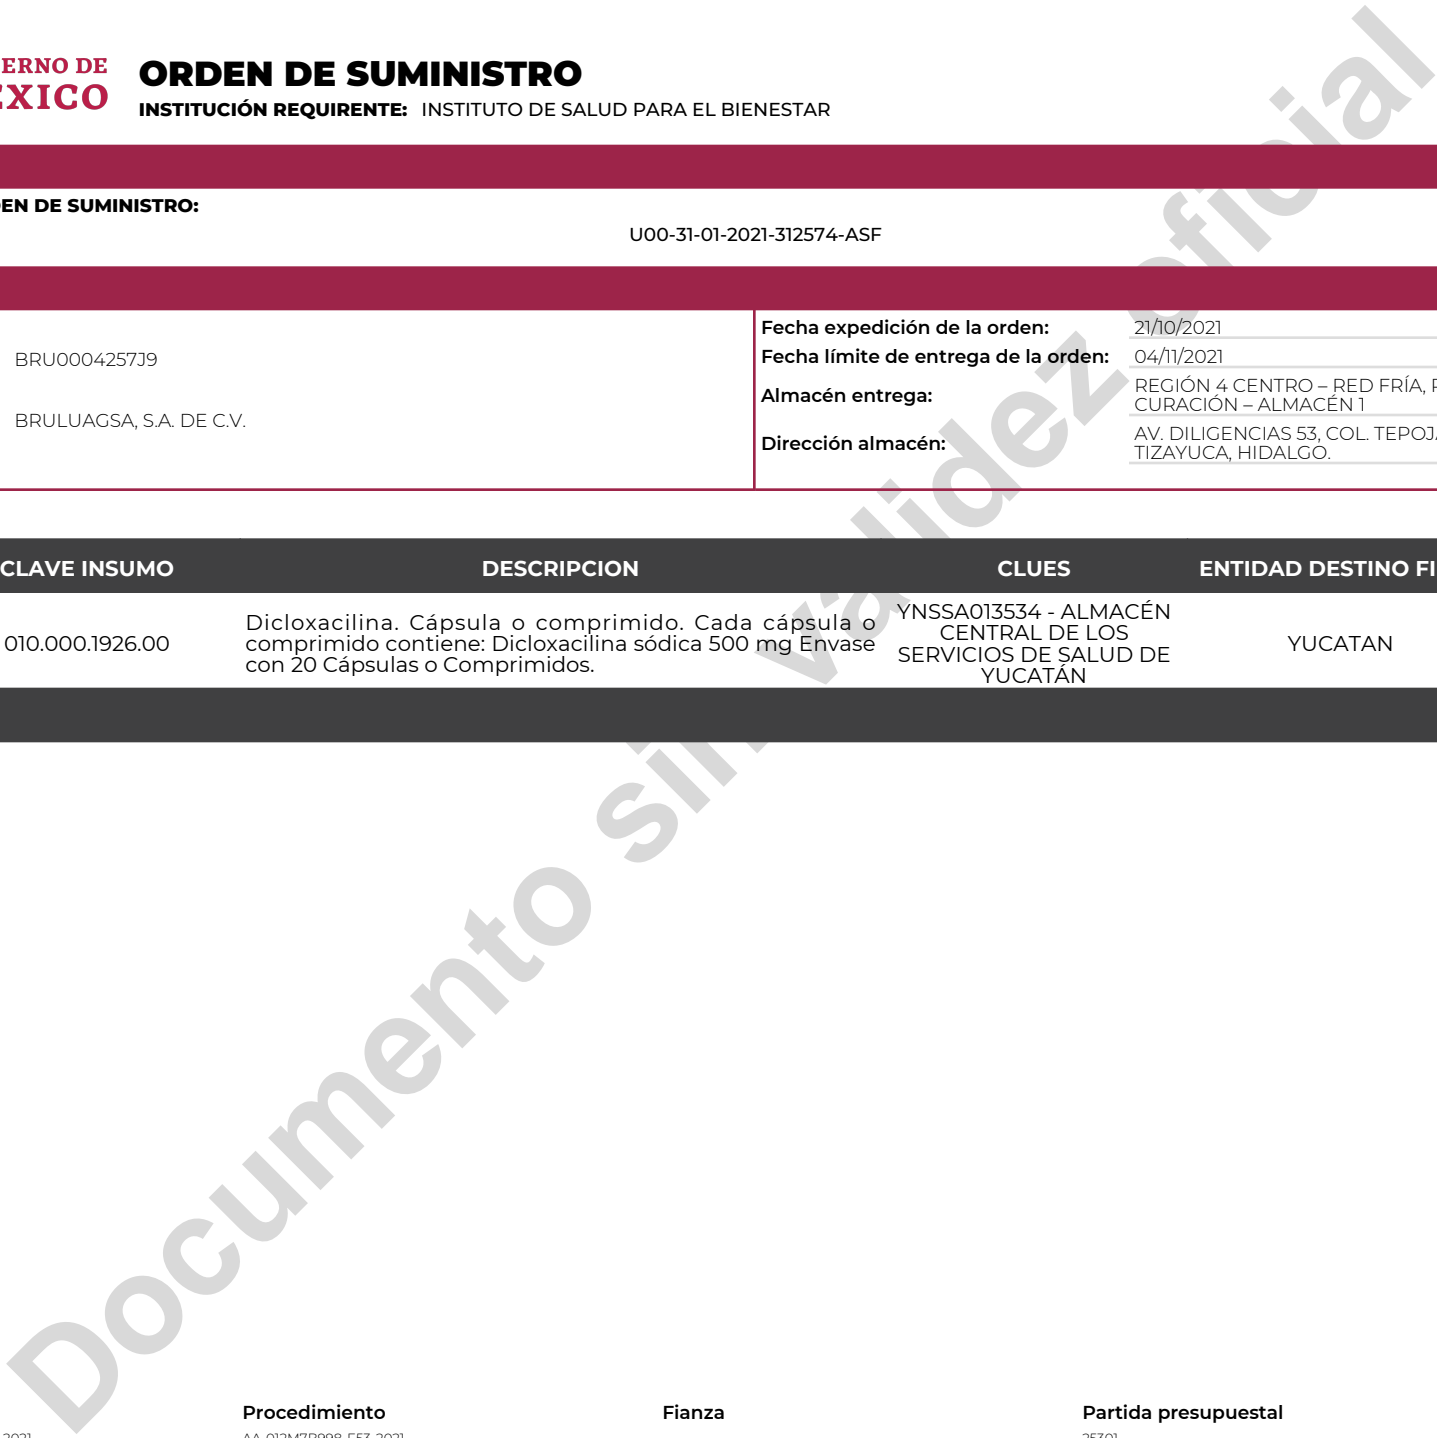 ERNO DE
ORDEN DE SUMINISTRO
INSTITUCIÓN REQUIRENTE: INSTITUTO DE SALUD PARA EL BIENESTAR
EN DE SUMINISTRO:
U00-31-01-2021-312574-ASF
BRU0004257J9
BRULUAGSA, S.A. DE C.V.
Fecha expedición de la orden: 21/10/2021
Fecha límite de entrega de la orden: 04/11/2021
Almacén entrega: REGIÓN 4 CENTRO – RED FRÍA,
CURACIÓN – ALMACÉN 1
Dirección almacén: AV. DILIGENCIAS 53, COL. TEPOJ
TIZAYUCA, HIDALGO.
CLAVE INSUMO DESCRIPCION CLUES ENTIDAD DESTINO FI
010.000.1926.00
Dicloxacilina. Cápsula o comprimido. Cada cápsula o
comprimido contiene: Dicloxacilina sódica 500 mg Envase
con 20 Cápsulas o Comprimidos.
YNSSA013534 - ALMACÉN
CENTRAL DE LOS
SERVICIOS DE SALUD DE
YUCATÁN
YUCATAN
Documento sin validez oficial
Procedimiento Fianza Partida presupuestal